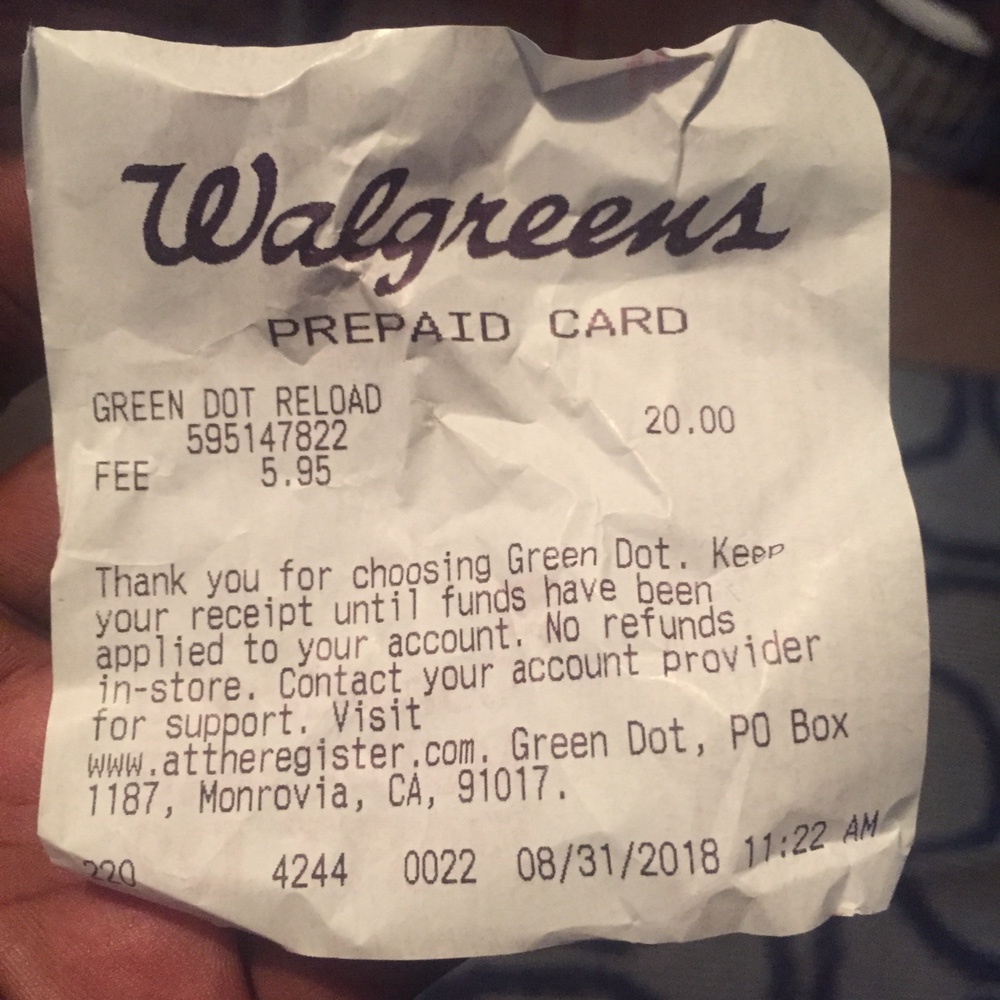 Walgreens
PREPAID CARD
GREEN DOT RELOAD 20.00
595147822
FEE 5.95
Thank you for choosing Green Dot. Keep
your receipt until funds have been
applied to your account. No refunds
in-store. Contact your account provider
for support. Visit
www.attheregister.com. Green Dot, PO Box
1187, Monrovia, CA, 91017.
220 4244 0022 08/31/2018 11:22 AM